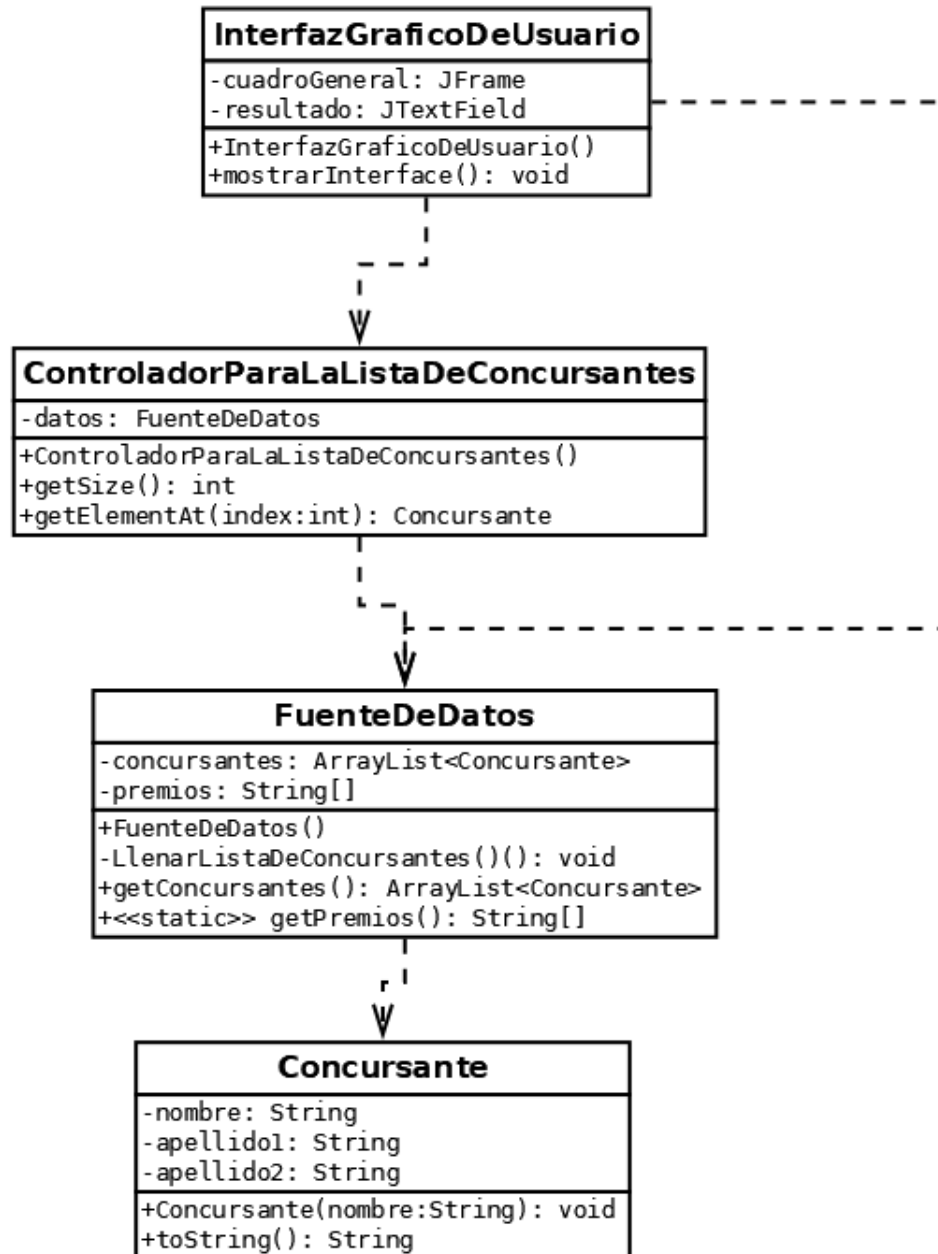 InterfazGraficoDeUsuario
-cuadroGeneral: JFrame
-resultado: JTextField
+InterfazGraficoDeUsuario()
+mostrarInterface(): void
ControladorParaLaListaDeConcursantes
-datos: FuenteDeDatos
+ControladorParaLaListaDeConcursantes()
+getSize(): int
+getElementAt(index:int): Concursante
FuenteDeDatos
-concursantes: ArrayList<Concursante>
-premios: String[]
+FuenteDeDatos()
-LlenarListaDeConcursantes()(): void
+getConcursantes(): ArrayList<Concursante>
+<<static>> getPremios(): String[]
Concursante
-nombre: String
-apellido1: String
-apellido2: String
+Concursante(nombre:String): void
+toString(): String